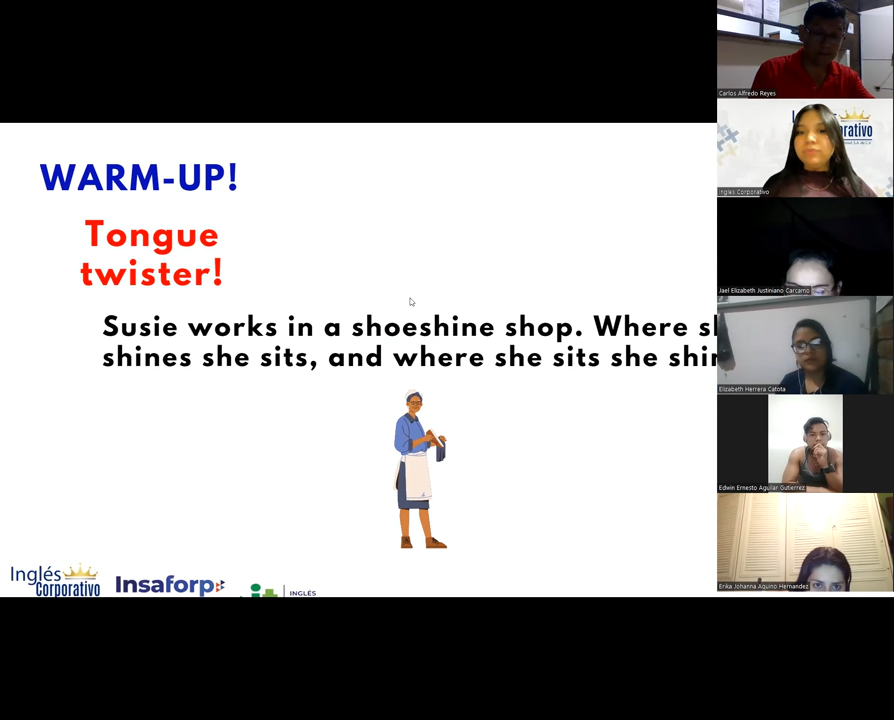 WARM-UP!
Tongue
twister!
Susie works in a shoeshine shop. Where
shines she sits, and where she sits she
Inglés
Corporativo
Insaforp
INGLÉS
Carlos Alfredo Reyes
Inglés Corporativo
Jael Elizabeth Justiniano Carcamo
Elizabeth Herrera Catota
Edwin Ernesto Aguilar Gutierrez
Erika Johanna Aquino Hernandez